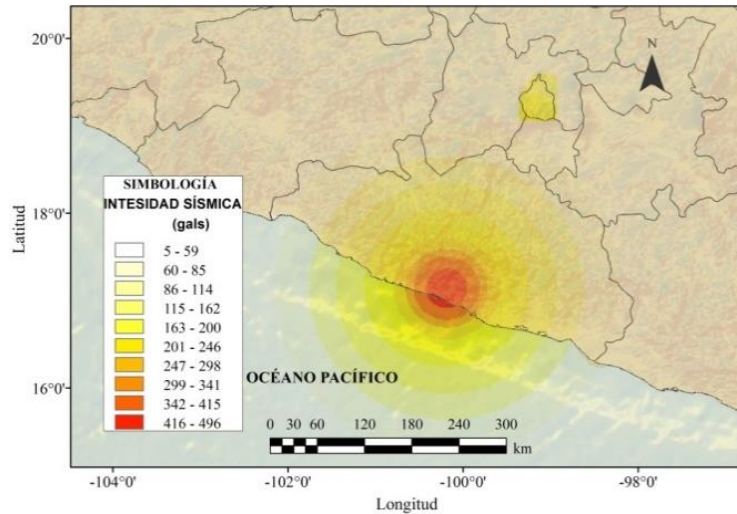 20°0'
N
18°0'
Latitud
16°0'
SIMBOLOGÍA
INTESIDAD SÍSMICA
(gals)
5 - 59
60 - 85
86 - 114
115 - 162
163 - 200
201 - 246
247 - 298
299 - 341
342 - 415
416 - 496
OCÉANO PACÍFICO
0 30 60 120 180 240 300
km
-104°0' -102°0' -100°0' -98°0'
Longitud